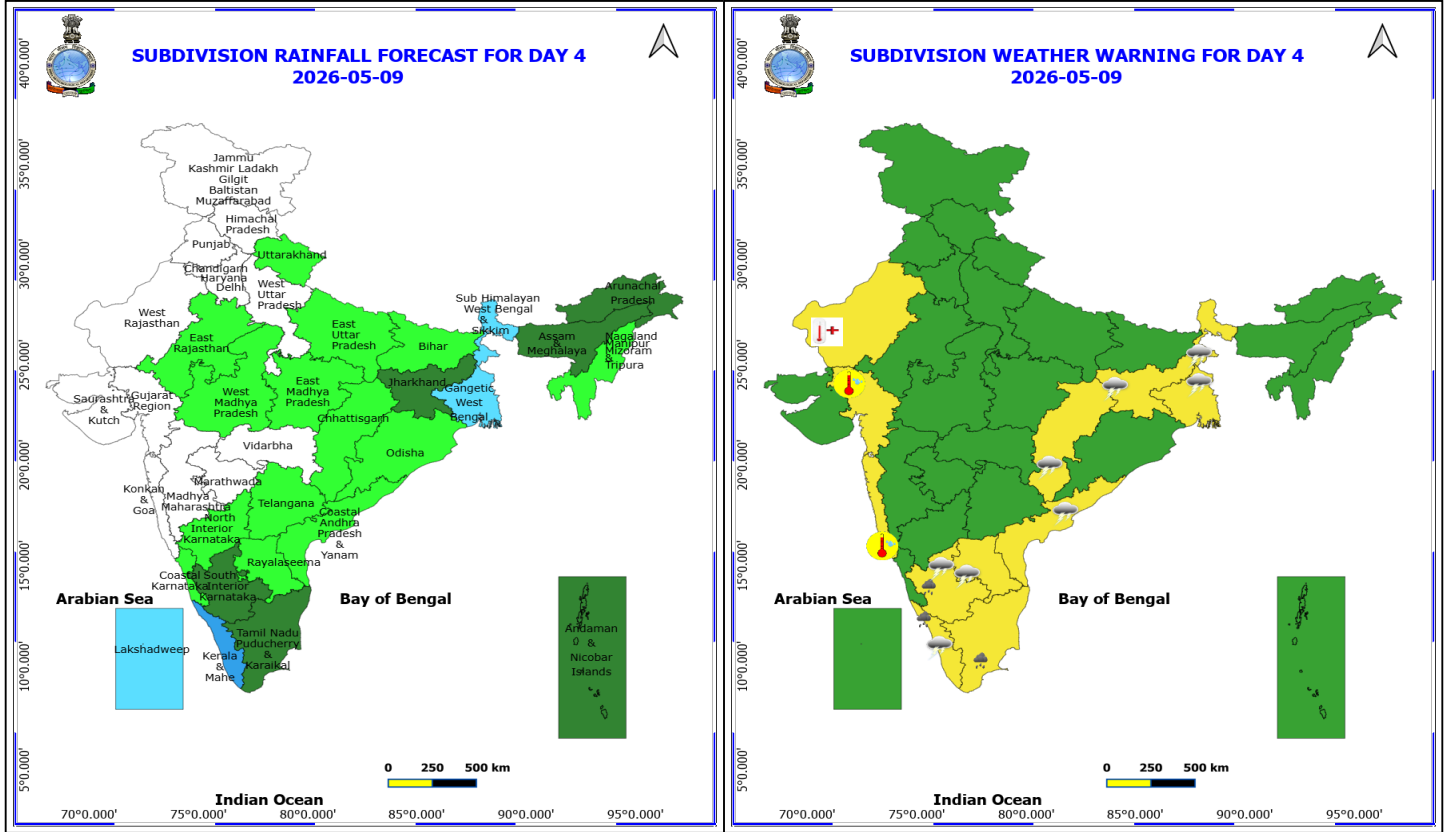 SUBDIVISION RAINFALL FORECAST FOR DAY 4
2026-05-09
40°0.000'
35°0.000'
30°0.000'
25°0.000'
20°0.000'
15°0.000'
10°0.000'
5°0.000'
Jammu
Kashmir Ladakh
Gilgit
Baltistan
Muzaffarabad
Himachal
Pradesh
Punjab
Uttarakhand
Chandigarh
Haryana
Delhi
West
Uttar
Pradesh
West
Rajasthan
East
Rajasthan
East
Uttar
Pradesh
Bihar
Sub Himalayan
West Bengal
&
Sikkim
Arunachal
Pradesh
Assam
&
Meghalaya
Nagaland
Manipur
Mizoram
&
Tripura
Jharkhand
Gangetic
West
Bengal
Saurashtra
&
Kutch
Gujarat
Region
West
Madhya
Pradesh
East
Madhya
Pradesh
Chhattisgarh
Odisha
Vidarbha
Marathwada
Madhya
Maharashtra
Konkan
&
Goa
North
Interior
Karnataka
Telangana
Coastal
Andhra
Pradesh
&
Yanam
Rayalaseema
Coastal
Karnataka
South
Interior
Karnataka
Tamil Nadu
Puducherry
&
Karaikal
Kerala
&
Mahe
Lakshadweep
Andaman
&
Nicobar
Islands
Arabian Sea
Bay of Bengal
0 250 500 km
Indian Ocean
70°0.000' 75°0.000' 80°0.000' 85°0.000' 90°0.000' 95°0.000'
SUBDIVISION WEATHER WARNING FOR DAY 4
2026-05-09
40°0.000'
35°0.000'
30°0.000'
25°0.000'
20°0.000'
15°0.000'
10°0.000'
5°0.000'
Arabian Sea
Bay of Bengal
0 250 500 km
Indian Ocean
70°0.000' 75°0.000' 80°0.000' 85°0.000' 90°0.000' 95°0.000'